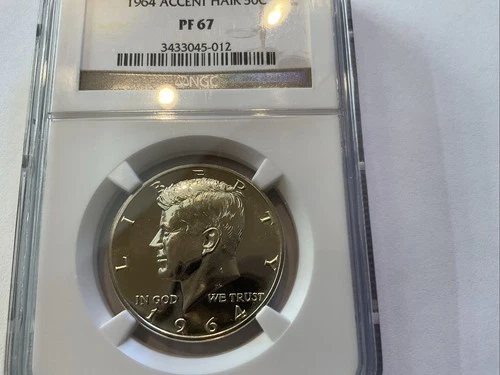 1964 ACCENT HAIR 50C
PF 67
3433045-012
NGC
LIBERTY
IN GOD WE TRUST
1964